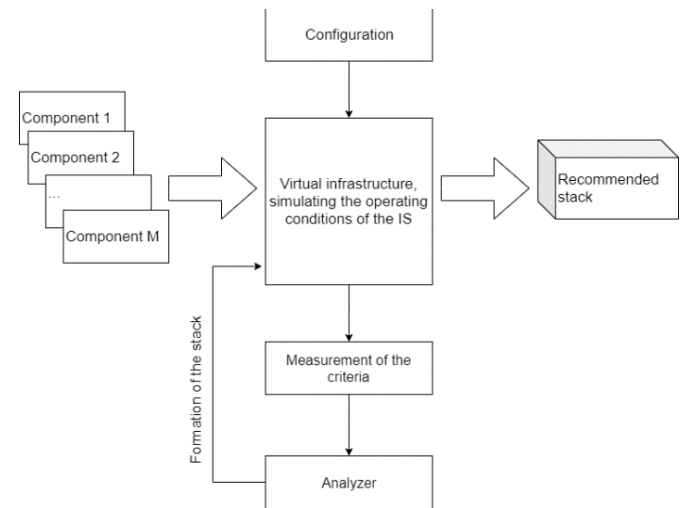 Configuration
Component 1
Component 2
...
Component M
Virtual infrastructure,
simulating the operating
conditions of the IS
Recommended
stack
Formation of the stack
Measurement of the
criteria
Analyzer